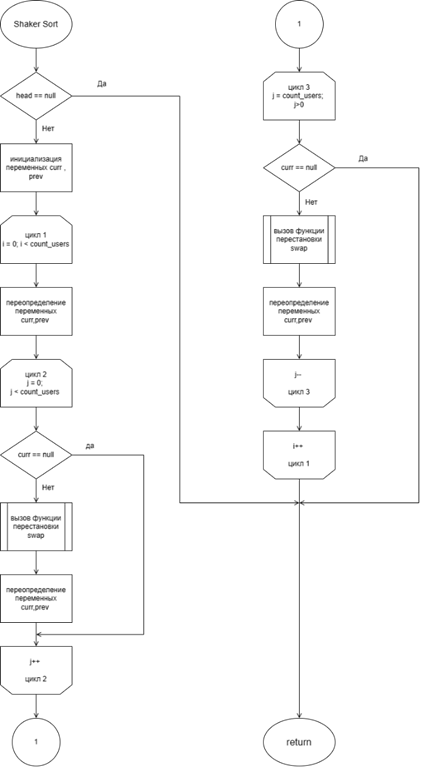 Shaker Sort
head == null
Да
Нет
инициализация
переменных curr ,
prev
цикл 1
i = 0; i < count_users
переопределение
переменных
curr,prev
цикл 2
j = 0;
j < count_users
curr == null
да
Нет
вызов функции
перестановки
swap
переопределение
переменных
curr,prev
j++
цикл 2
1
1
цикл 3
j = count_users;
j>0
curr == null
Да
Нет
вызов функции
перестановки
swap
переопределение
переменных
curr,prev
j--
цикл 3
i++
цикл 1
return